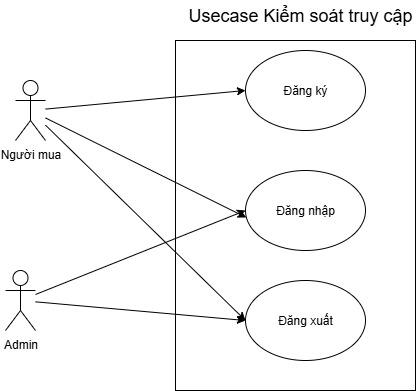 Usecase Kiểm soát truy cập
Đăng ký
Người mua
Đăng nhập
Đăng xuất
Admin